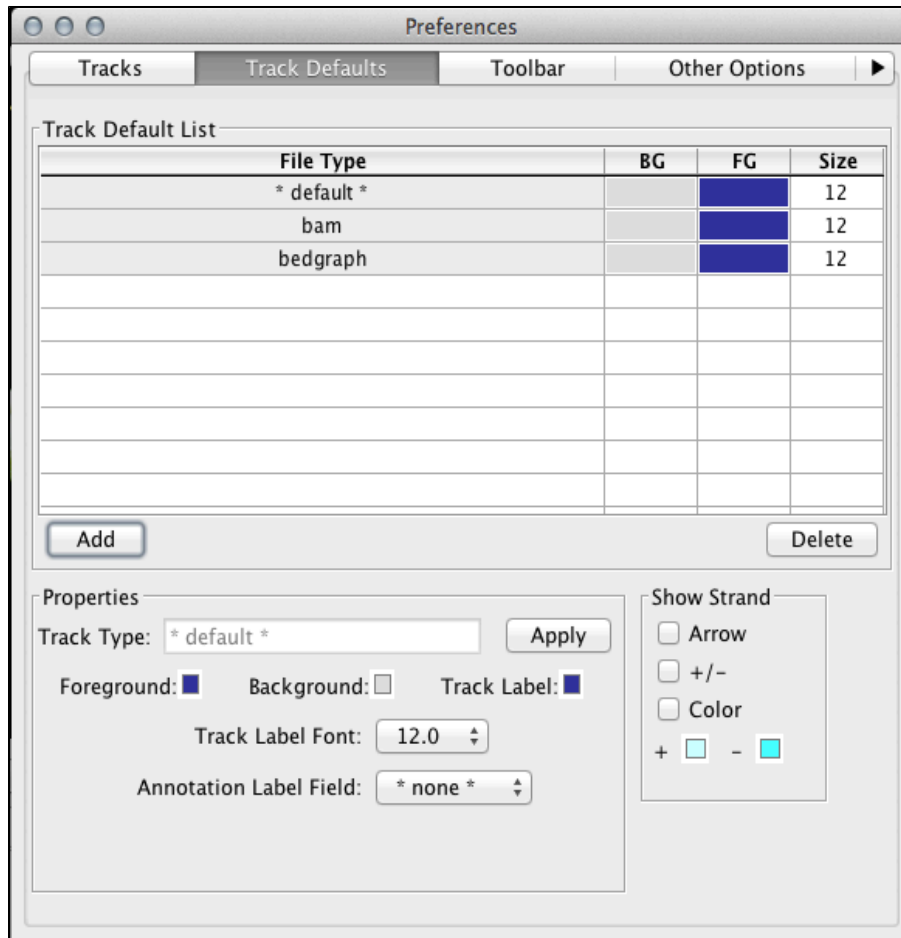 Preferences
Tracks Track Defaults Toolbar Other Options
Track Default List
File Type BG FG Size
* default * 12
bam 12
bedgraph 12
Add Delete
Properties
Track Type: * default * Apply
Foreground: Background: Track Label:
Track Label Font: 12.0
Annotation Label Field: * none *
Show Strand
Arrow
+/-
Color
+ -